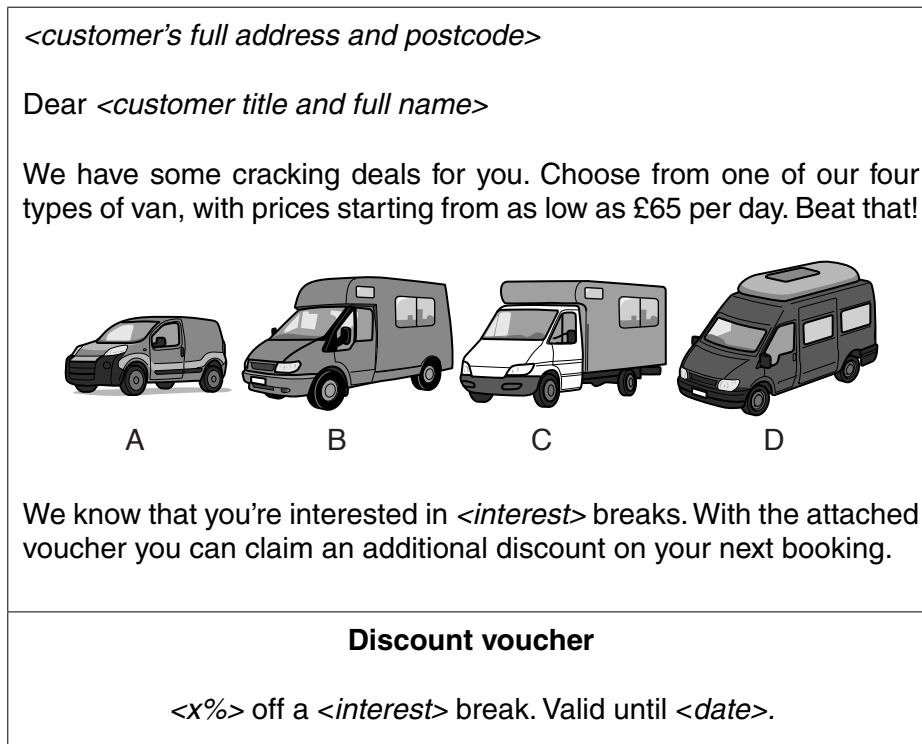 <customer's full address and postcode>
Dear <customer title and full name>
We have some cracking deals for you. Choose from one of our four
types of van, with prices starting from as low as £65 per day. Beat that!
A
B
C
D
We know that you're interested in <interest> breaks. With the attached
voucher you can claim an additional discount on your next booking.
Discount voucher
<x%> off a <interest> break. Valid until <date>.